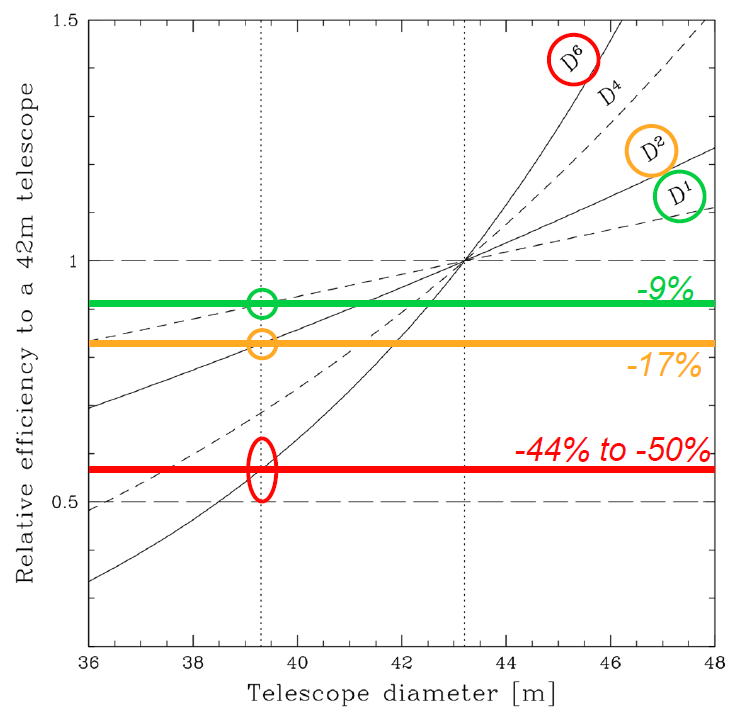 1.5
1
0.5
Relative efficiency to a 42m telescope
D⁶
D⁴
D²
D¹
-9%
-17%
-44% to -50%
36 38 40 42 44 46 48
Telescope diameter [m]